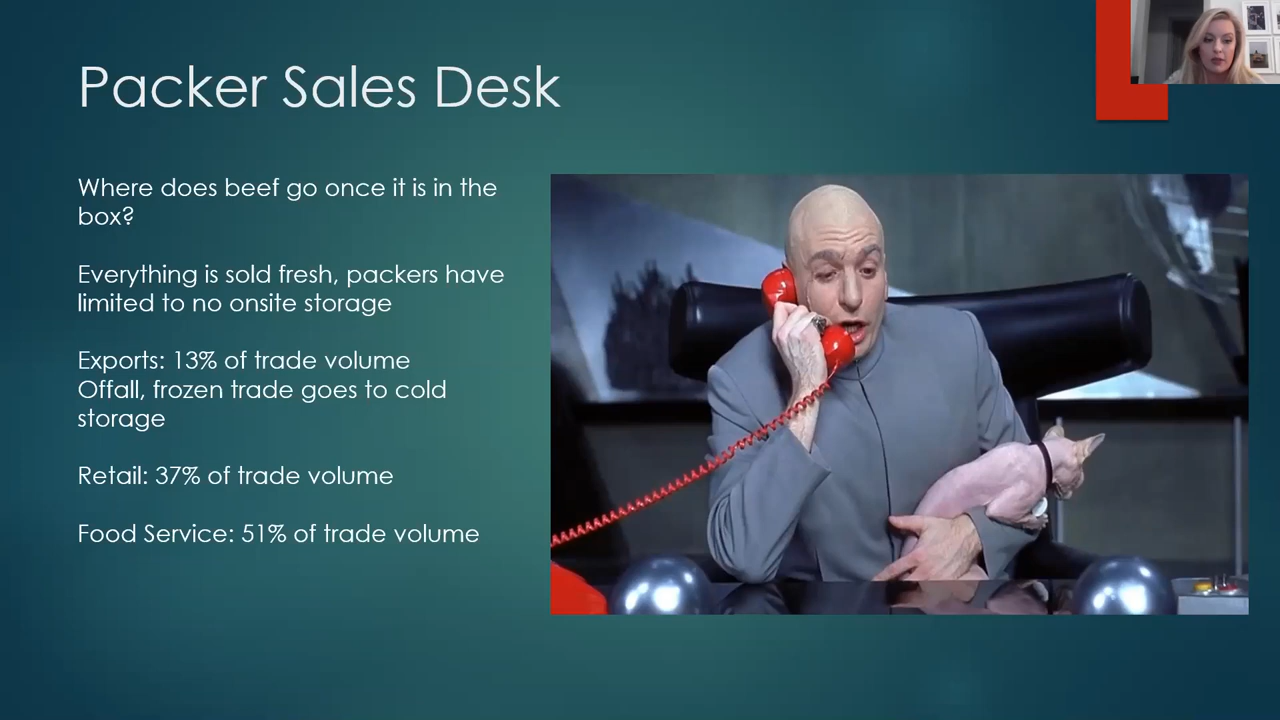 Packer Sales Desk
Where does beef go once it is in the
box?
Everything is sold fresh, packers have
limited to no onsite storage
Exports: 13% of trade volume
Offall, frozen trade goes to cold
storage
Retail: 37% of trade volume
Food Service: 51% of trade volume